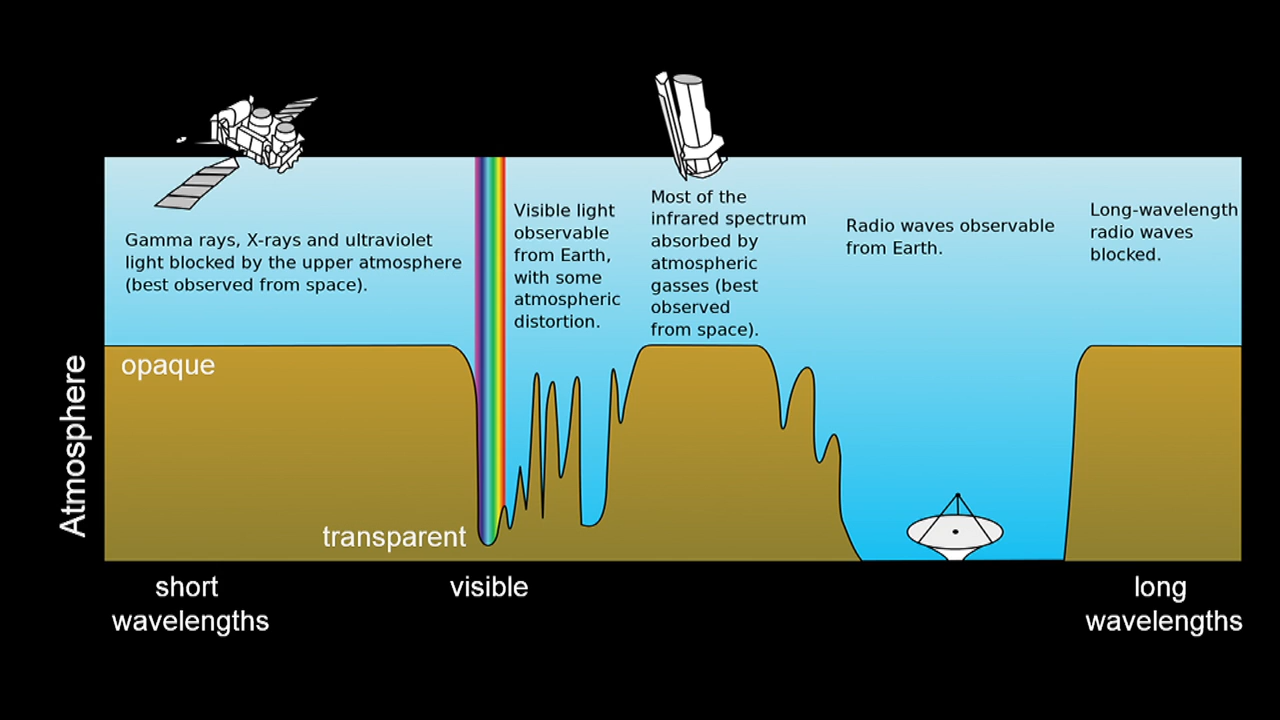 Gamma rays, X-rays and ultraviolet
light blocked by the upper atmosphere
(best observed from space).
Visible light
observable
from Earth,
with some
atmospheric
distortion.
Most of the
infrared spectrum
absorbed by
atmospheric
gasses (best
observed
from space).
Radio waves observable
from Earth.
Long-wavelength
radio waves
blocked.
Atmosphere
opaque
transparent
short
wavelengths
visible
long
wavelengths